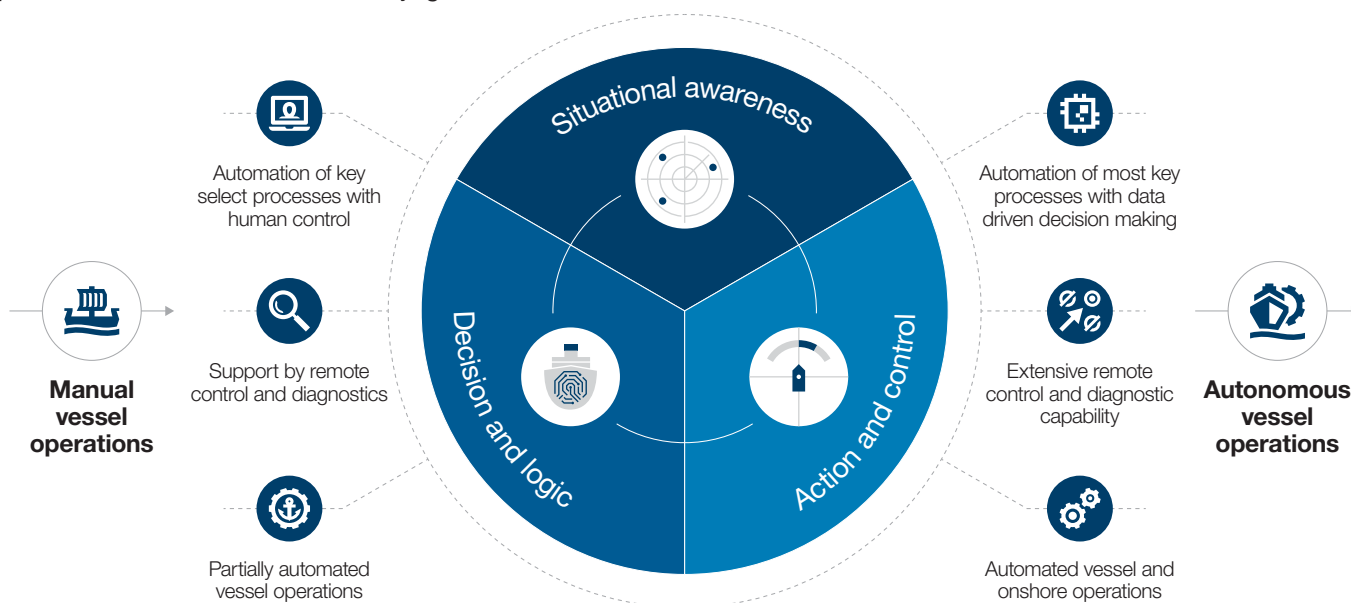 Situational awareness
Automation of key
select processes with
human control
Automation of most key
processes with data
driven decision making
Manual
vessel
operations
Support by remote
control and diagnostics
Decision and logic
Action and control
Extensive remote
control and diagnostic
capability
Autonomous
vessel
operations
Partially automated
vessel operations
Automated vessel and
onshore operations